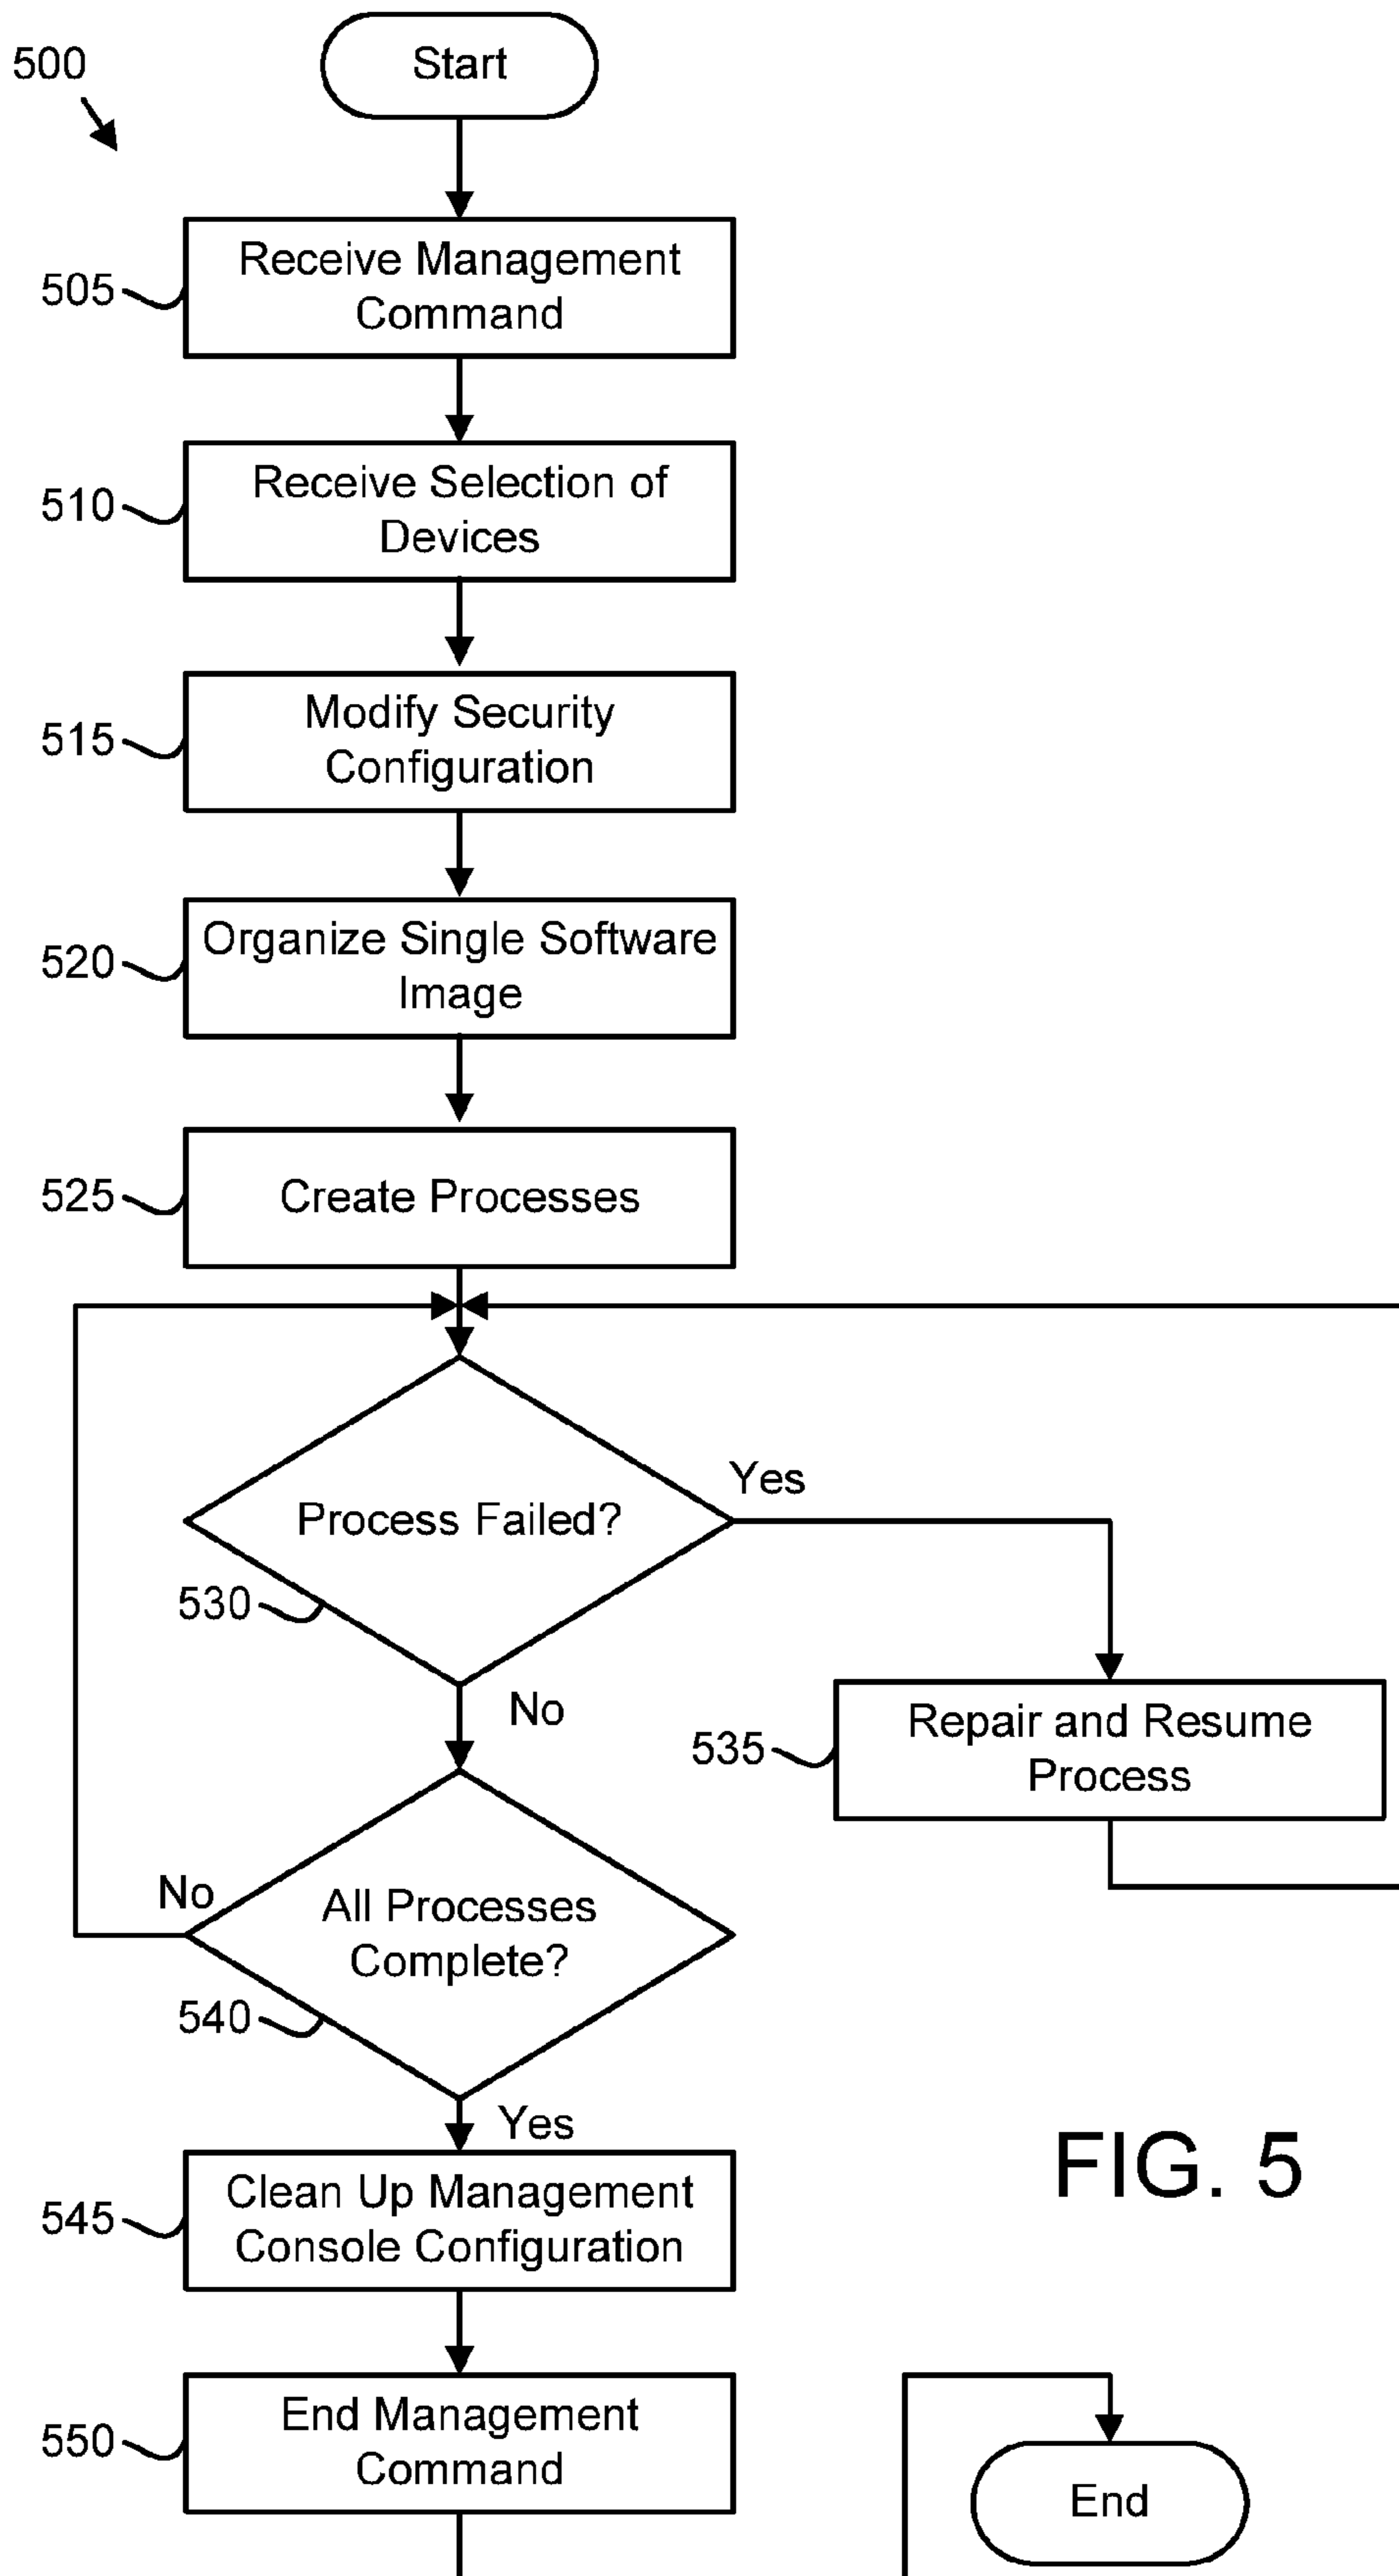 500
Start
505
Receive Management
Command
510
Receive Selection of
Devices
515
Modify Security
Configuration
520
Organize Single Software
Image
525
Create Processes
Process Failed?
Yes
530
No
535
Repair and Resume
Process
No
All Processes
Complete?
540
Yes
545
Clean Up Management
Console Configuration
FIG. 5
550
End Management
Command
End